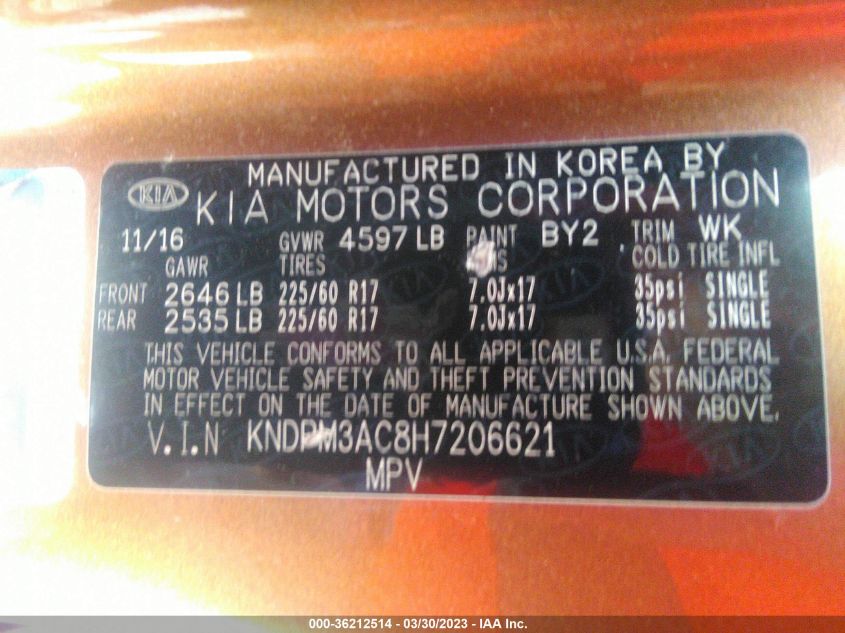 MANUFACTURED IN KOREA BY
KIA KIA MOTORS CORPORATION
11/16 GVWR 4597 LB PAINT BY2 TRIM WK
GAWR TIRES COLD TIRE INFL
FRONT 2646 LB 225/60 R17 7.0Jx17 35psi SINGLE
REAR 2535 LB 225/60 R17 7.0Jx17 35psi SINGLE
THIS VEHICLE CONFORMS TO ALL APPLICABLE U.S.A. FEDERAL
MOTOR VEHICLE SAFETY AND THEFT PREVENTION STANDARDS
IN EFFECT ON THE DATE OF MANUFACTURE SHOWN ABOVE.
V.I.N KNDPM3AC8H7206621
MPV
000-36212514 - 03/30/2023 - IAA Inc.